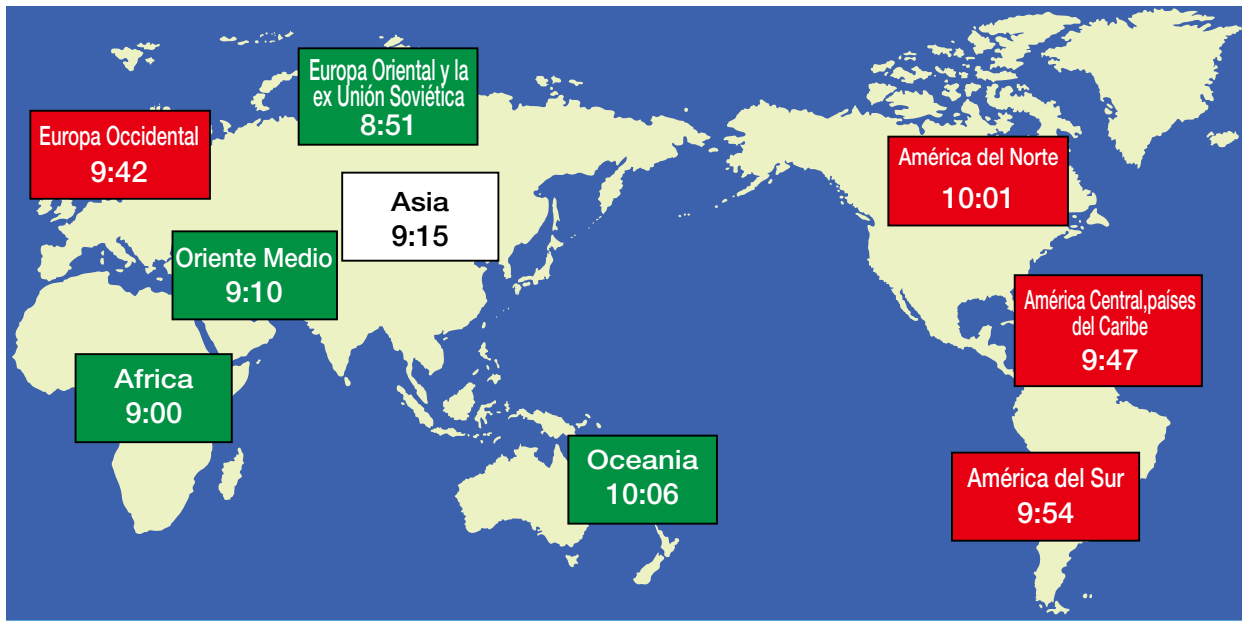 Europa Oriental y la
ex Unión Soviética
8:51
Europa Occidental
9:42
América del Norte
10:01
Asia
9:15
Oriente Medio
9:10
América Central,países
del Caribe
9:47
Africa
9:00
Oceania
10:06
América del Sur
9:54